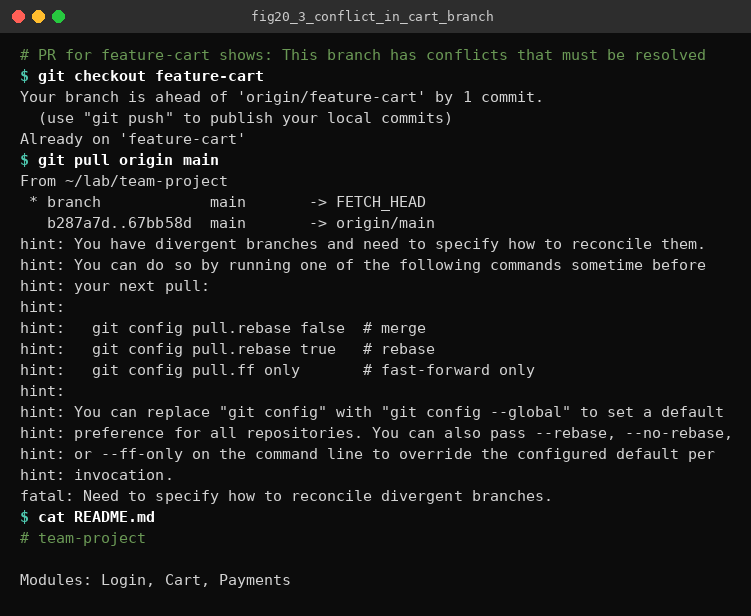 fig20_3_conflict_in_cart_branch
# PR for feature-cart shows: This branch has conflicts that must be resolved
$ git checkout feature-cart
Your branch is ahead of 'origin/feature-cart' by 1 commit.
  (use "git push" to publish your local commits)
Already on 'feature-cart'
$ git pull origin main
From ~/lab/team-project
 * branch            main       -> FETCH_HEAD
   b287a7d..67bb58d  main       -> origin/main
hint: You have divergent branches and need to specify how to reconcile them.
hint: You can do so by running one of the following commands sometime before
hint: your next pull:
hint:
hint:   git config pull.rebase false  # merge
hint:   git config pull.rebase true   # rebase
hint:   git config pull.ff only       # fast-forward only
hint:
hint: You can replace "git config" with "git config --global" to set a default
hint: preference for all repositories. You can also pass --rebase, --no-rebase,
hint: or --ff-only on the command line to override the configured default per
hint: invocation.
fatal: Need to specify how to reconcile divergent branches.
$ cat README.md
# team-project

Modules: Login, Cart, Payments